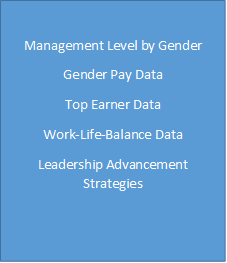 Management Level by Gender
Gender Pay Data
Top Earner Data
Work-Life-Balance Data
Leadership Advancement
Strategies